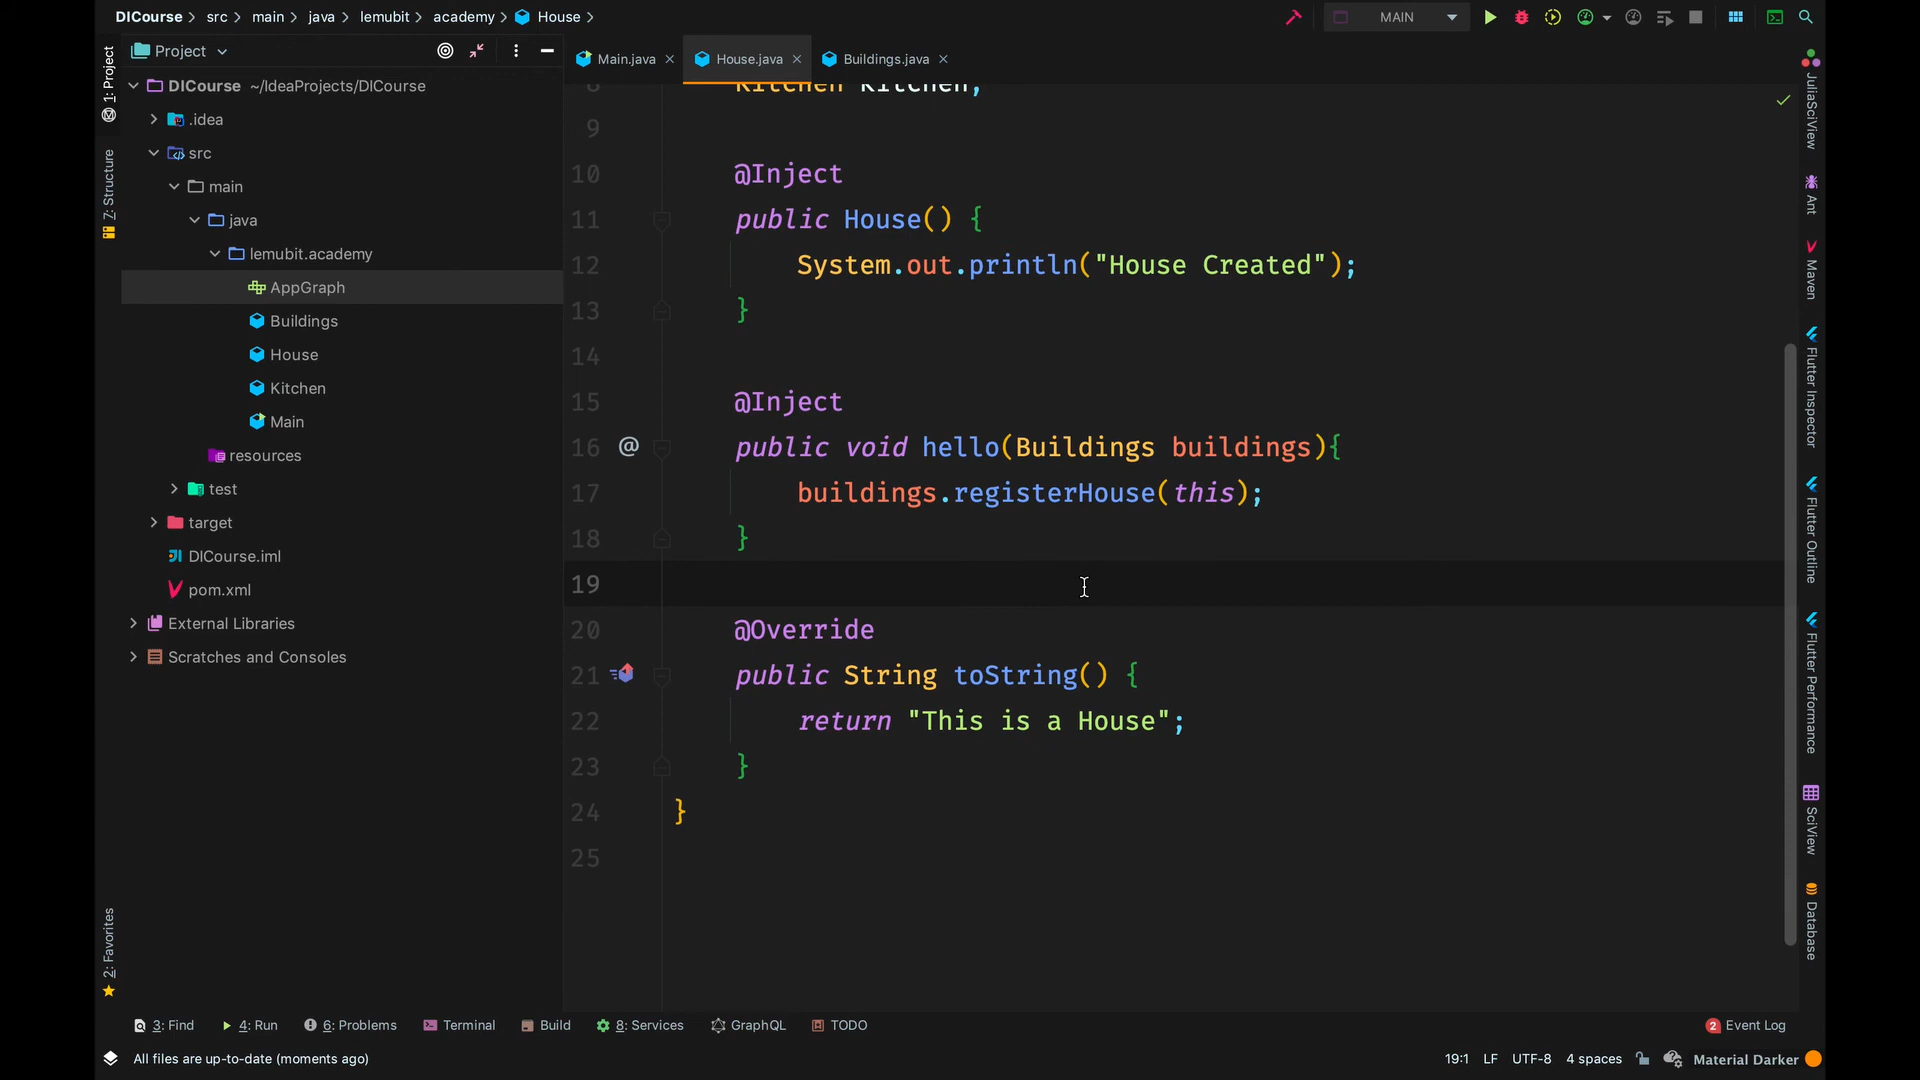 DICourse > src > main > java > lemubit > academy > House >
MAIN
1: Project
7: Structure
2: Favorites
Project
DICourse ~/IdeaProjects/DICourse
.idea
src
main
java
lemubit.academy
AppGraph
Buildings
House
Kitchen
Main
resources
test
target
DICourse.iml
pom.xml
External Libraries
Scratches and Consoles
Main.java
House.java
Buildings.java
8 Kitchen kitchen;
9
10 @Inject
11 public House() {
12 System.out.println("House Created");
13 }
14
15 @Inject
16 @ public void hello(Buildings buildings){
17 buildings.registerHouse(this);
18 }
19
20 @Override
21 public String toString() {
22 return "This is a House";
23 }
24 }
25
JuliaSciView
Ant
Maven
Flutter Inspector
Flutter Outline
Flutter Performance
SciView
Database
3: Find
4: Run
6: Problems
Terminal
Build
8: Services
GraphQL
TODO
2 Event Log
All files are up-to-date (moments ago)
19:1 LF UTF-8 4 spaces Material Darker